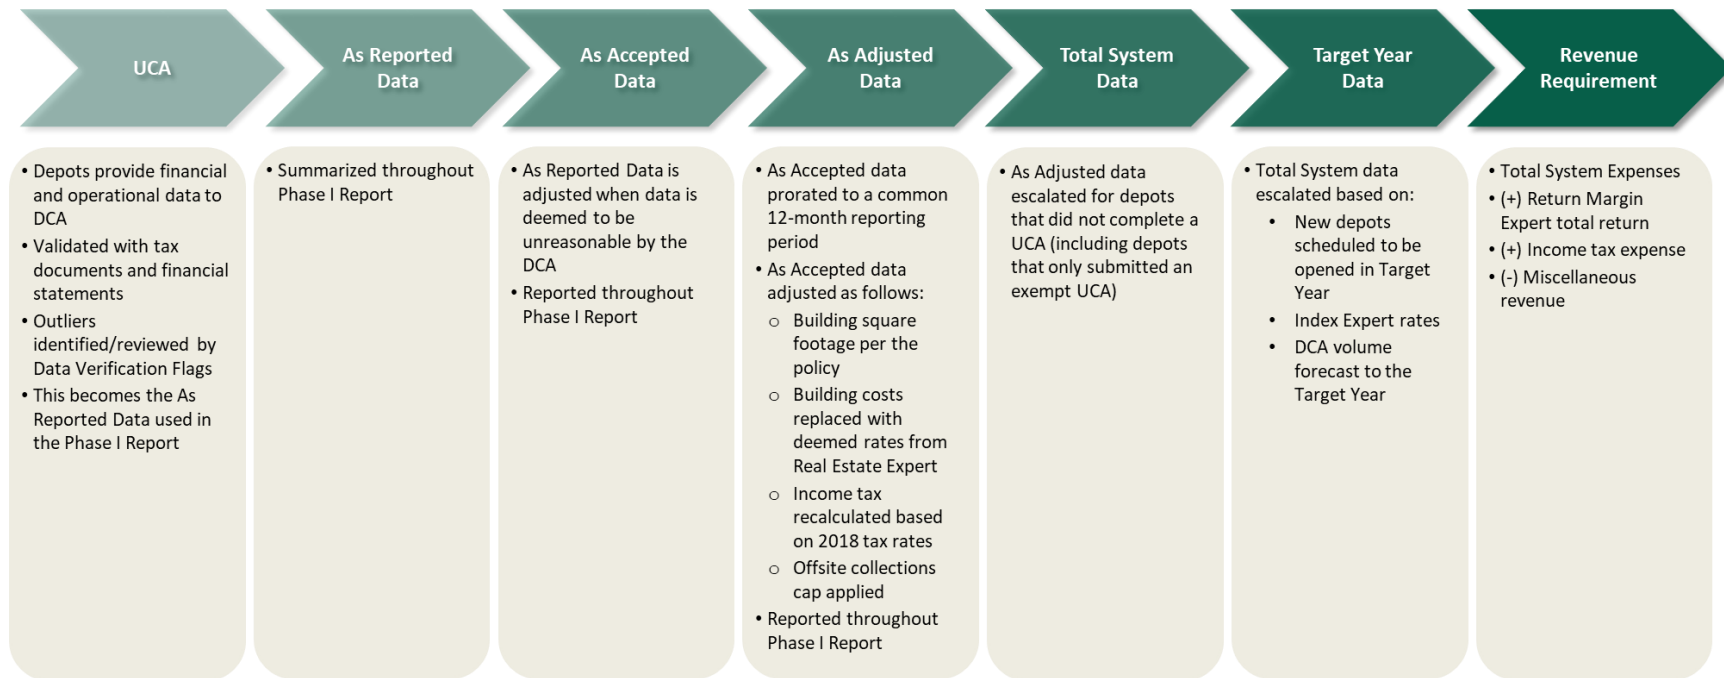 UCA
As Reported
Data
As Accepted
Data
As Adjusted
Data
Total System
Data
Target Year
Data
Revenue
Requirement
• Depots provide financial
and operational data to
DCA
• Validated with tax
documents and financial
statements
• Outliers
identified/reviewed by
Data Verification Flags
• This becomes the As
Reported Data used in
the Phase I Report
• Summarized throughout
Phase I Report
• As Reported Data is
adjusted when data is
deemed to be
unreasonable by the
DCA
• Reported throughout
Phase I Report
• As Accepted data
prorated to a common
12-month reporting
period
• As Accepted data
adjusted as follows:
o Building square
footage per the
policy
o Building costs
replaced with
deemed rates from
Real Estate Expert
o Income tax
recalculated based
on 2018 tax rates
o Offsite collections
cap applied
• Reported throughout
Phase I Report
• As Adjusted data
escalated for depots
that did not complete a
UCA (including depots
that only submitted an
exempt UCA)
• Total System data
escalated based on:
• New depots
scheduled to be
opened in Target
Year
• Index Expert rates
• DCA volume
forecast to the
Target Year
• Total System Expenses
• (+) Return Margin
Expert total return
• (+) Income tax expense
• (-) Miscellaneous
revenue